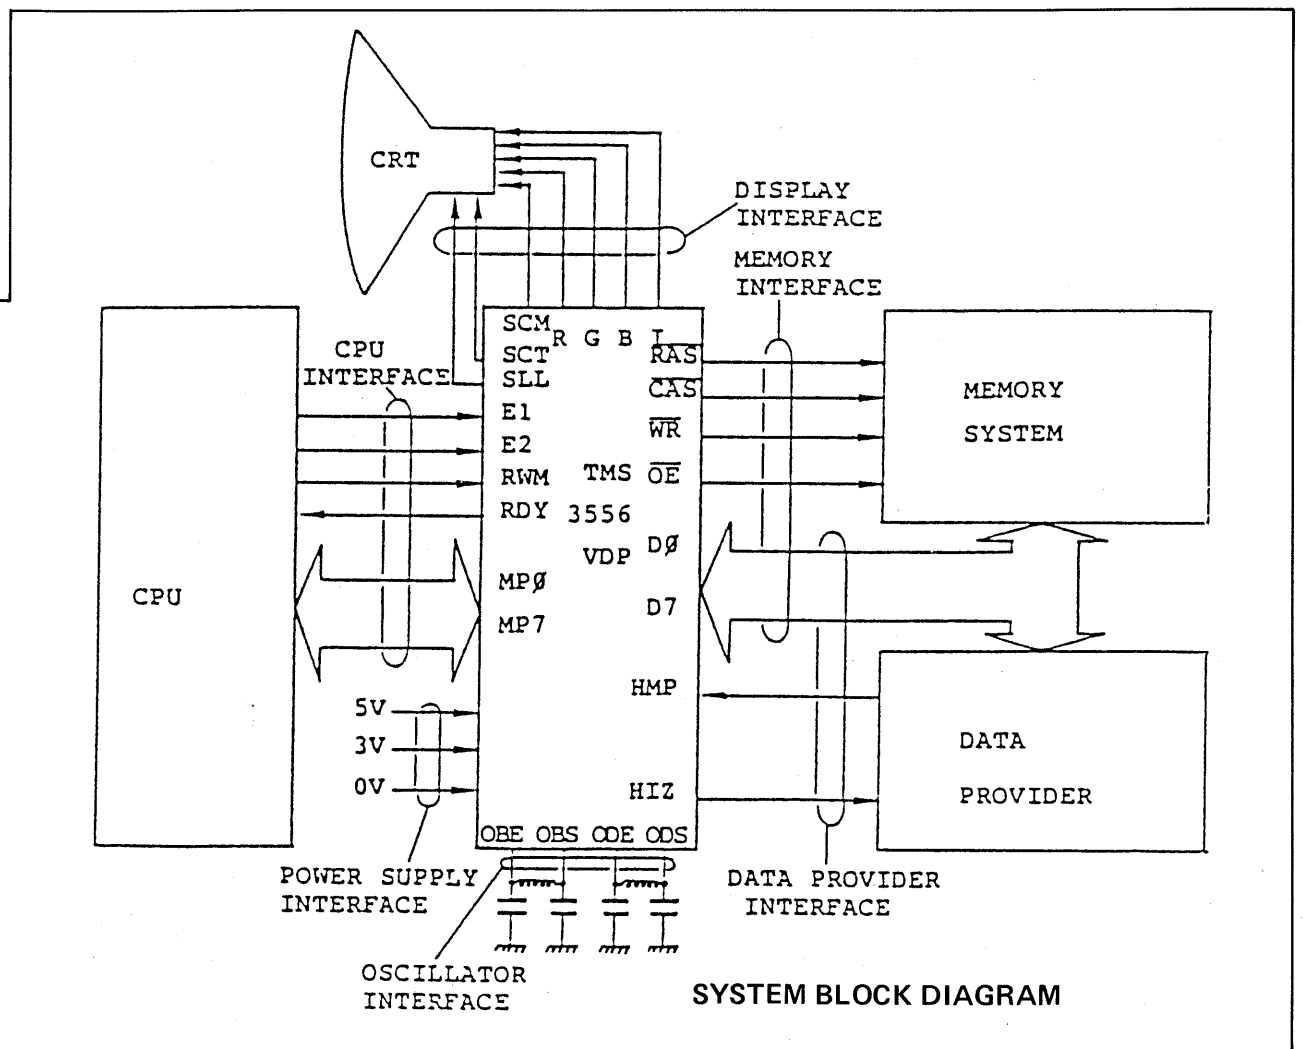 CRT
DISPLAY
INTERFACE
MEMORY
INTERFACE
CPU
INTERFACE
SCM
R G B I
SCT
RAS
SLL
CAS
E1
WR
E2
RWM
TMS
OE
RDY
3556
VDP
DØ
MPØ
MP7
D7
HMP
HIZ
OBE OBS ODE ODS
MEMORY
SYSTEM
CPU
5V
3V
0V
DATA
PROVIDER
POWER SUPPLY
INTERFACE
DATA PROVIDER
INTERFACE
OSCILLATOR
INTERFACE
SYSTEM BLOCK DIAGRAM